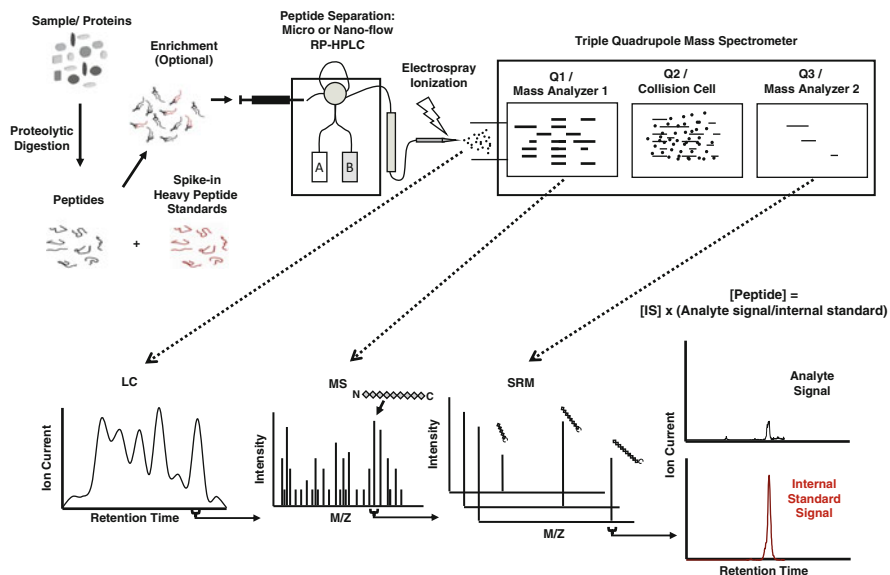 Sample/ Proteins
Proteolytic
Digestion
Peptides
+
Spike-in
Heavy Peptide
Standards
Enrichment
(Optional)
Peptide Separation:
Micro or Nano-flow
RP-HPLC
A
B
Electrospray
Ionization
Triple Quadrupole Mass Spectrometer
Q1 /
Mass Analyzer 1
Q2 /
Collision Cell
Q3 /
Mass Analyzer 2
[Peptide] =
[IS] x (Analyte signal/internal standard)
LC
Ion Current
Retention Time
MS
N
C
Intensity
M/Z
SRM
Intensity
M/Z
Ion Current
Analyte
Signal
Internal
Standard
Signal
Retention Time